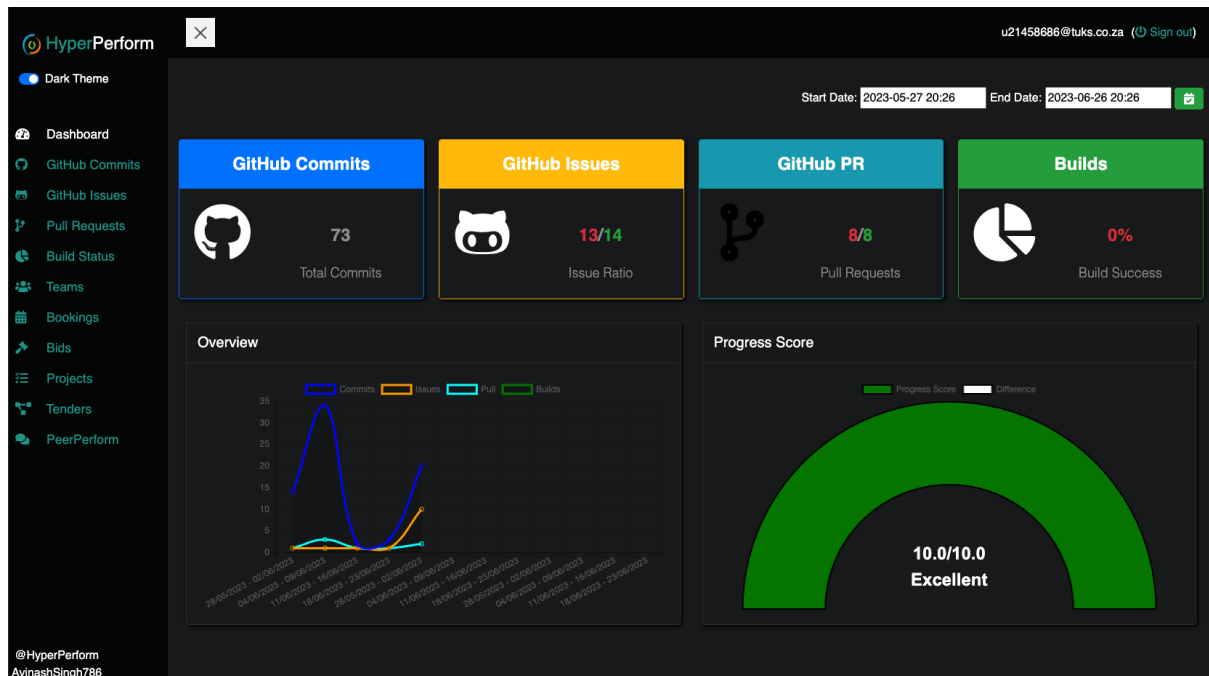 HyperPerform
u21458686@tuks.co.za (Sign out)
Dark Theme
Start Date: 2023-05-27 20:26 End Date: 2023-06-26 20:26
Dashboard
GitHub Commits
GitHub Issues
Pull Requests
Build Status
Teams
Bookings
Bids
Projects
Tenders
PeerPerform
GitHub Commits
73
Total Commits
GitHub Issues
13/14
Issue Ratio
GitHub PR
8/8
Pull Requests
Builds
0%
Build Success
Overview
Commits Issues Pull Builds
35
30
25
20
15
10
5
0
28/05/2023 - 02/06/2023
04/06/2023 - 09/06/2023
11/06/2023 - 16/06/2023
18/06/2023 - 23/06/2023
28/05/2023 - 02/06/2023
04/06/2023 - 09/06/2023
11/06/2023 - 16/06/2023
18/06/2023 - 23/06/2023
28/05/2023 - 02/06/2023
04/06/2023 - 09/06/2023
11/06/2023 - 16/06/2023
18/06/2023 - 23/06/2023
Progress Score
Progress Score Difference
10.0/10.0
Excellent
@HyperPerform
AvinashSingh786